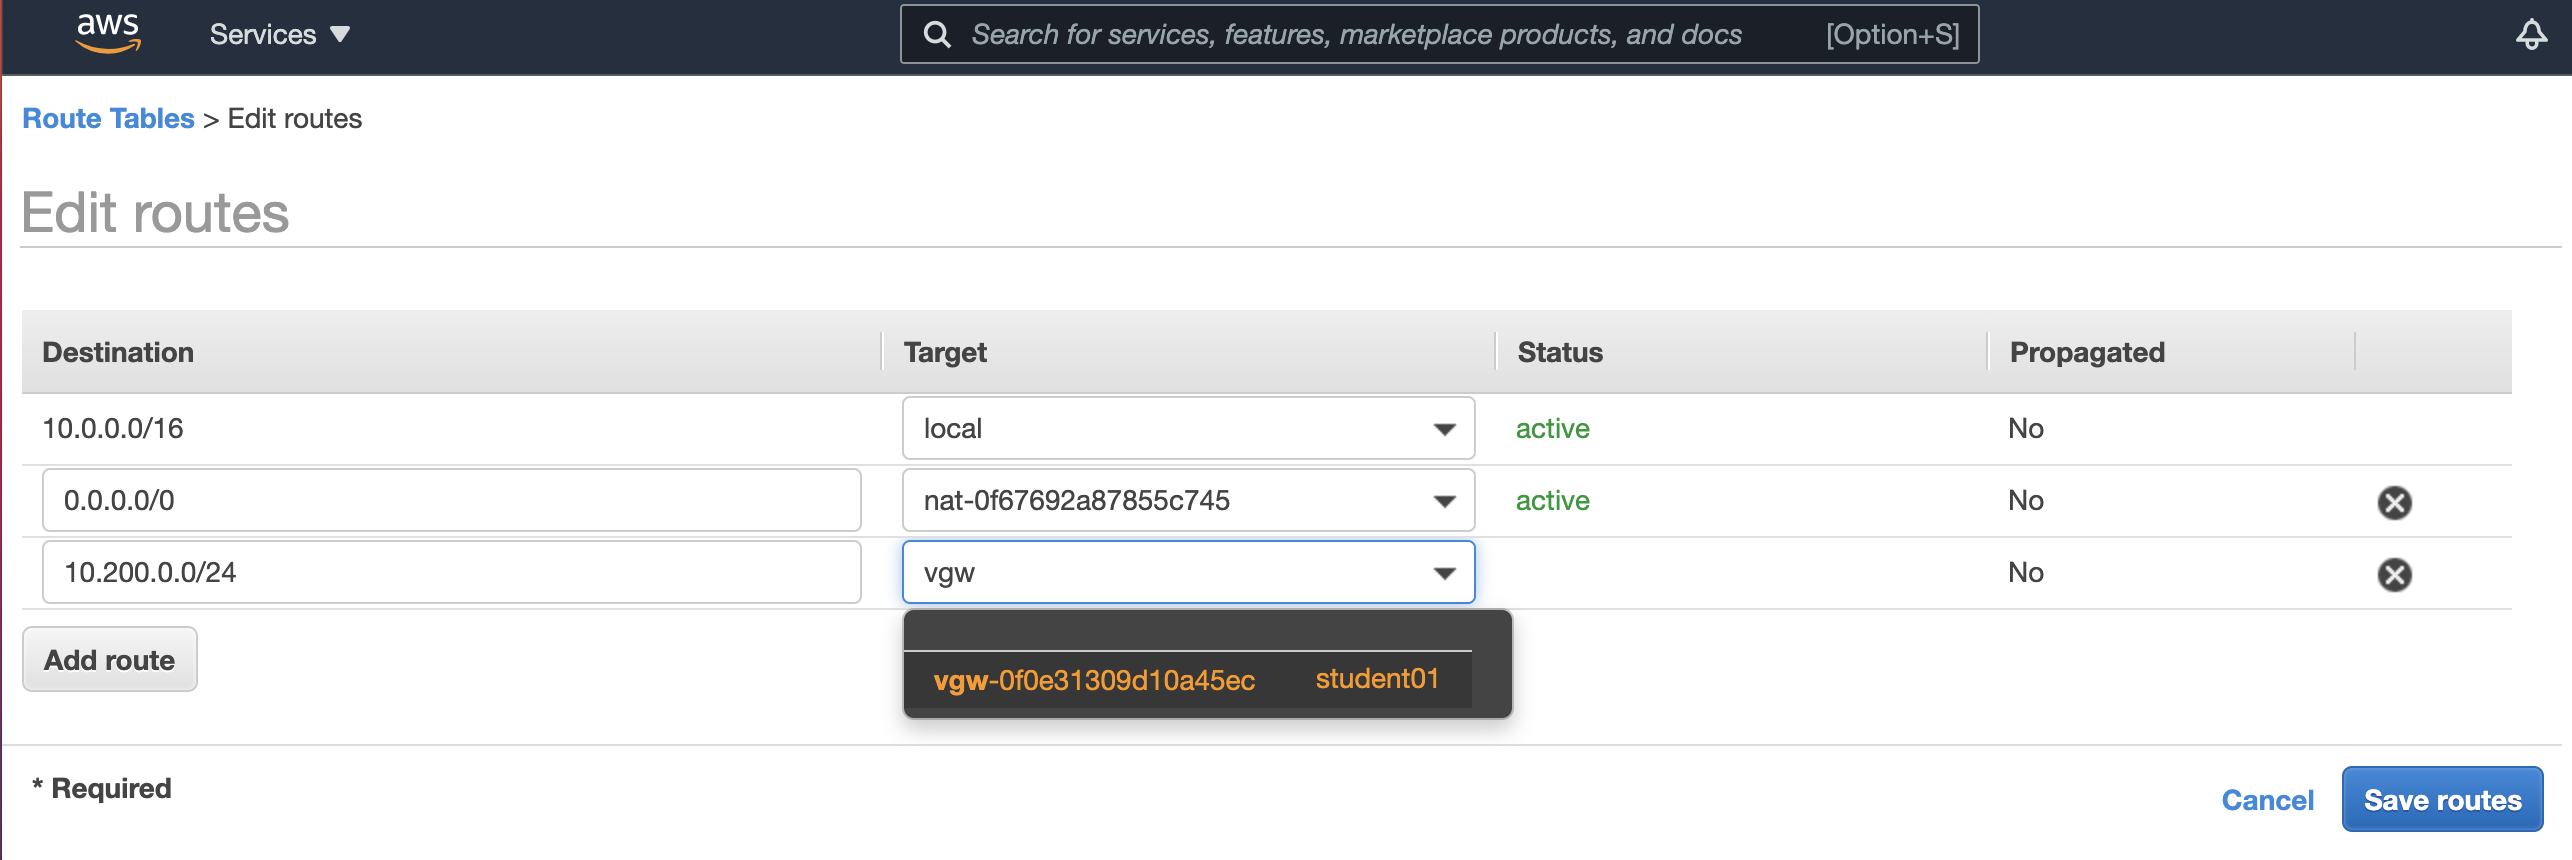 aws Services Search for services, features, marketplace products, and docs [Option+S]
Route Tables > Edit routes
Edit routes
Destination Target Status Propagated
10.0.0.0/16 local active No
0.0.0.0/0 nat-0f67692a87855c745 active No
10.200.0.0/24 vgw No
Add route
vgw-0f0e31309d10a45ec student01
* Required
Cancel Save routes